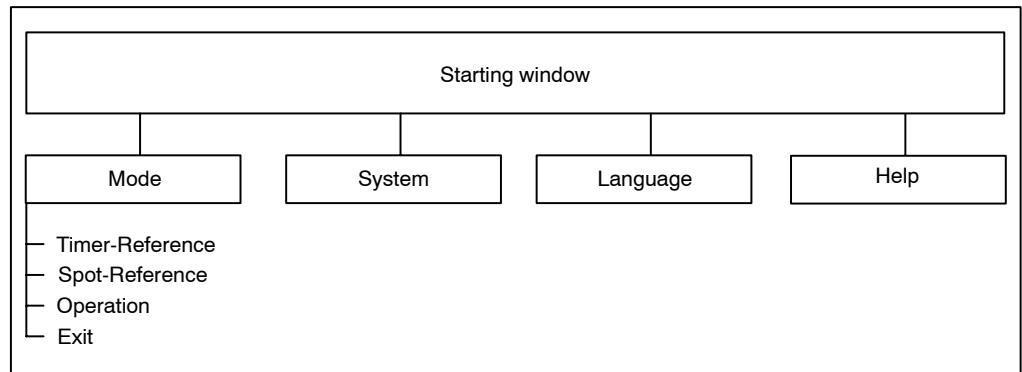 Starting window
Mode
System
Language
Help
Timer-Reference
Spot-Reference
Operation
Exit